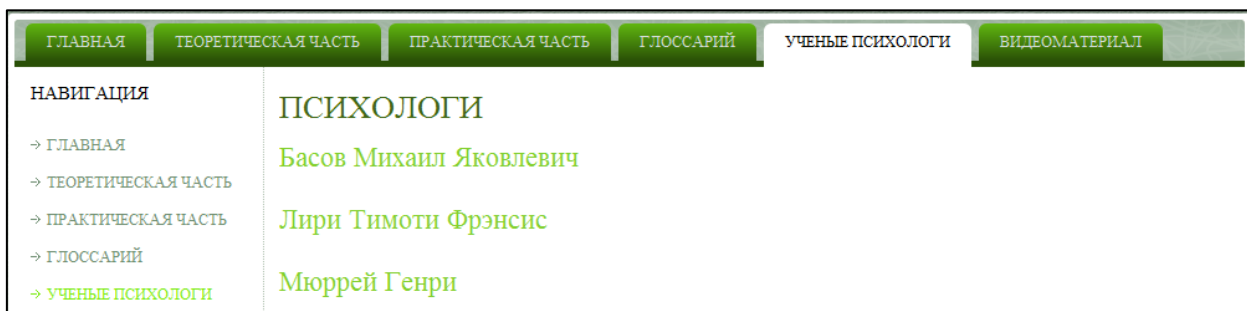 ГЛАВНАЯ ТЕОРЕТИЧЕСКАЯ ЧАСТЬ ПРАКТИЧЕСКАЯ ЧАСТЬ ГЛОССАРИЙ УЧЕНЫЕ ПСИХОЛОГИ ВИДЕОМАТЕРИАЛ
НАВИГАЦИЯ
→ ГЛАВНАЯ
→ ТЕОРЕТИЧЕСКАЯ ЧАСТЬ
→ ПРАКТИЧЕСКАЯ ЧАСТЬ
→ ГЛОССАРИЙ
→ УЧЕНЫЕ ПСИХОЛОГИ
ПСИХОЛОГИ
Басов Михаил Яковлевич
Лири Тимоти Фрэнсис
Мюррей Генри